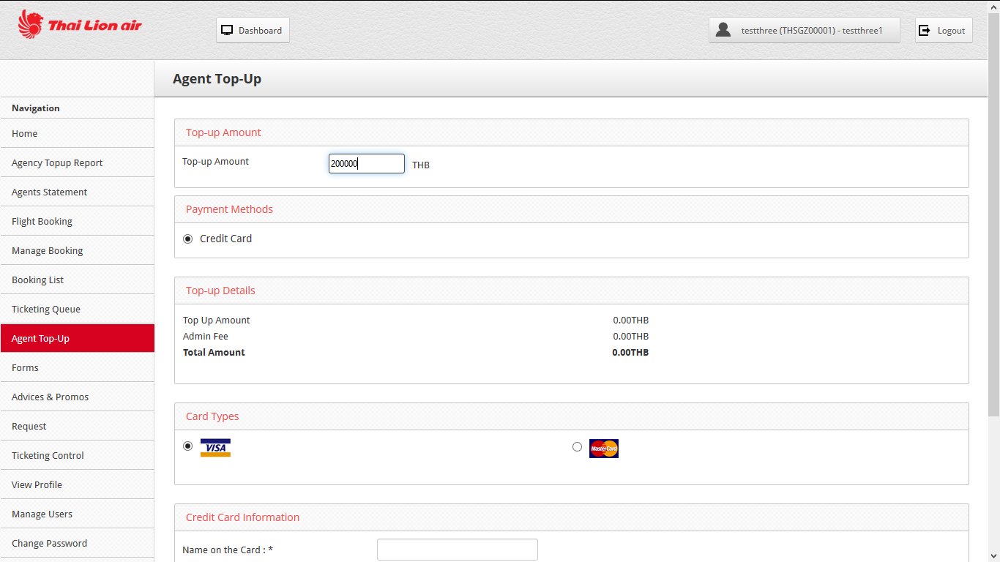 Thai Lion air
Dashboard
testthree (THSGZ00001) - testthree1
Logout
Agent Top-Up
Navigation
Home
Agency Topup Report
Agents Statement
Flight Booking
Manage Booking
Booking List
Ticketing Queue
Agent Top-Up
Forms
Advices & Promos
Request
Ticketing Control
View Profile
Manage Users
Change Password
Top-up Amount
Top-up Amount 200000 THB
Payment Methods
Credit Card
Top-up Details
Top Up Amount 0.00THB
Admin Fee 0.00THB
Total Amount 0.00THB
Card Types
VISA MasterCard
Credit Card Information
Name on the Card : *